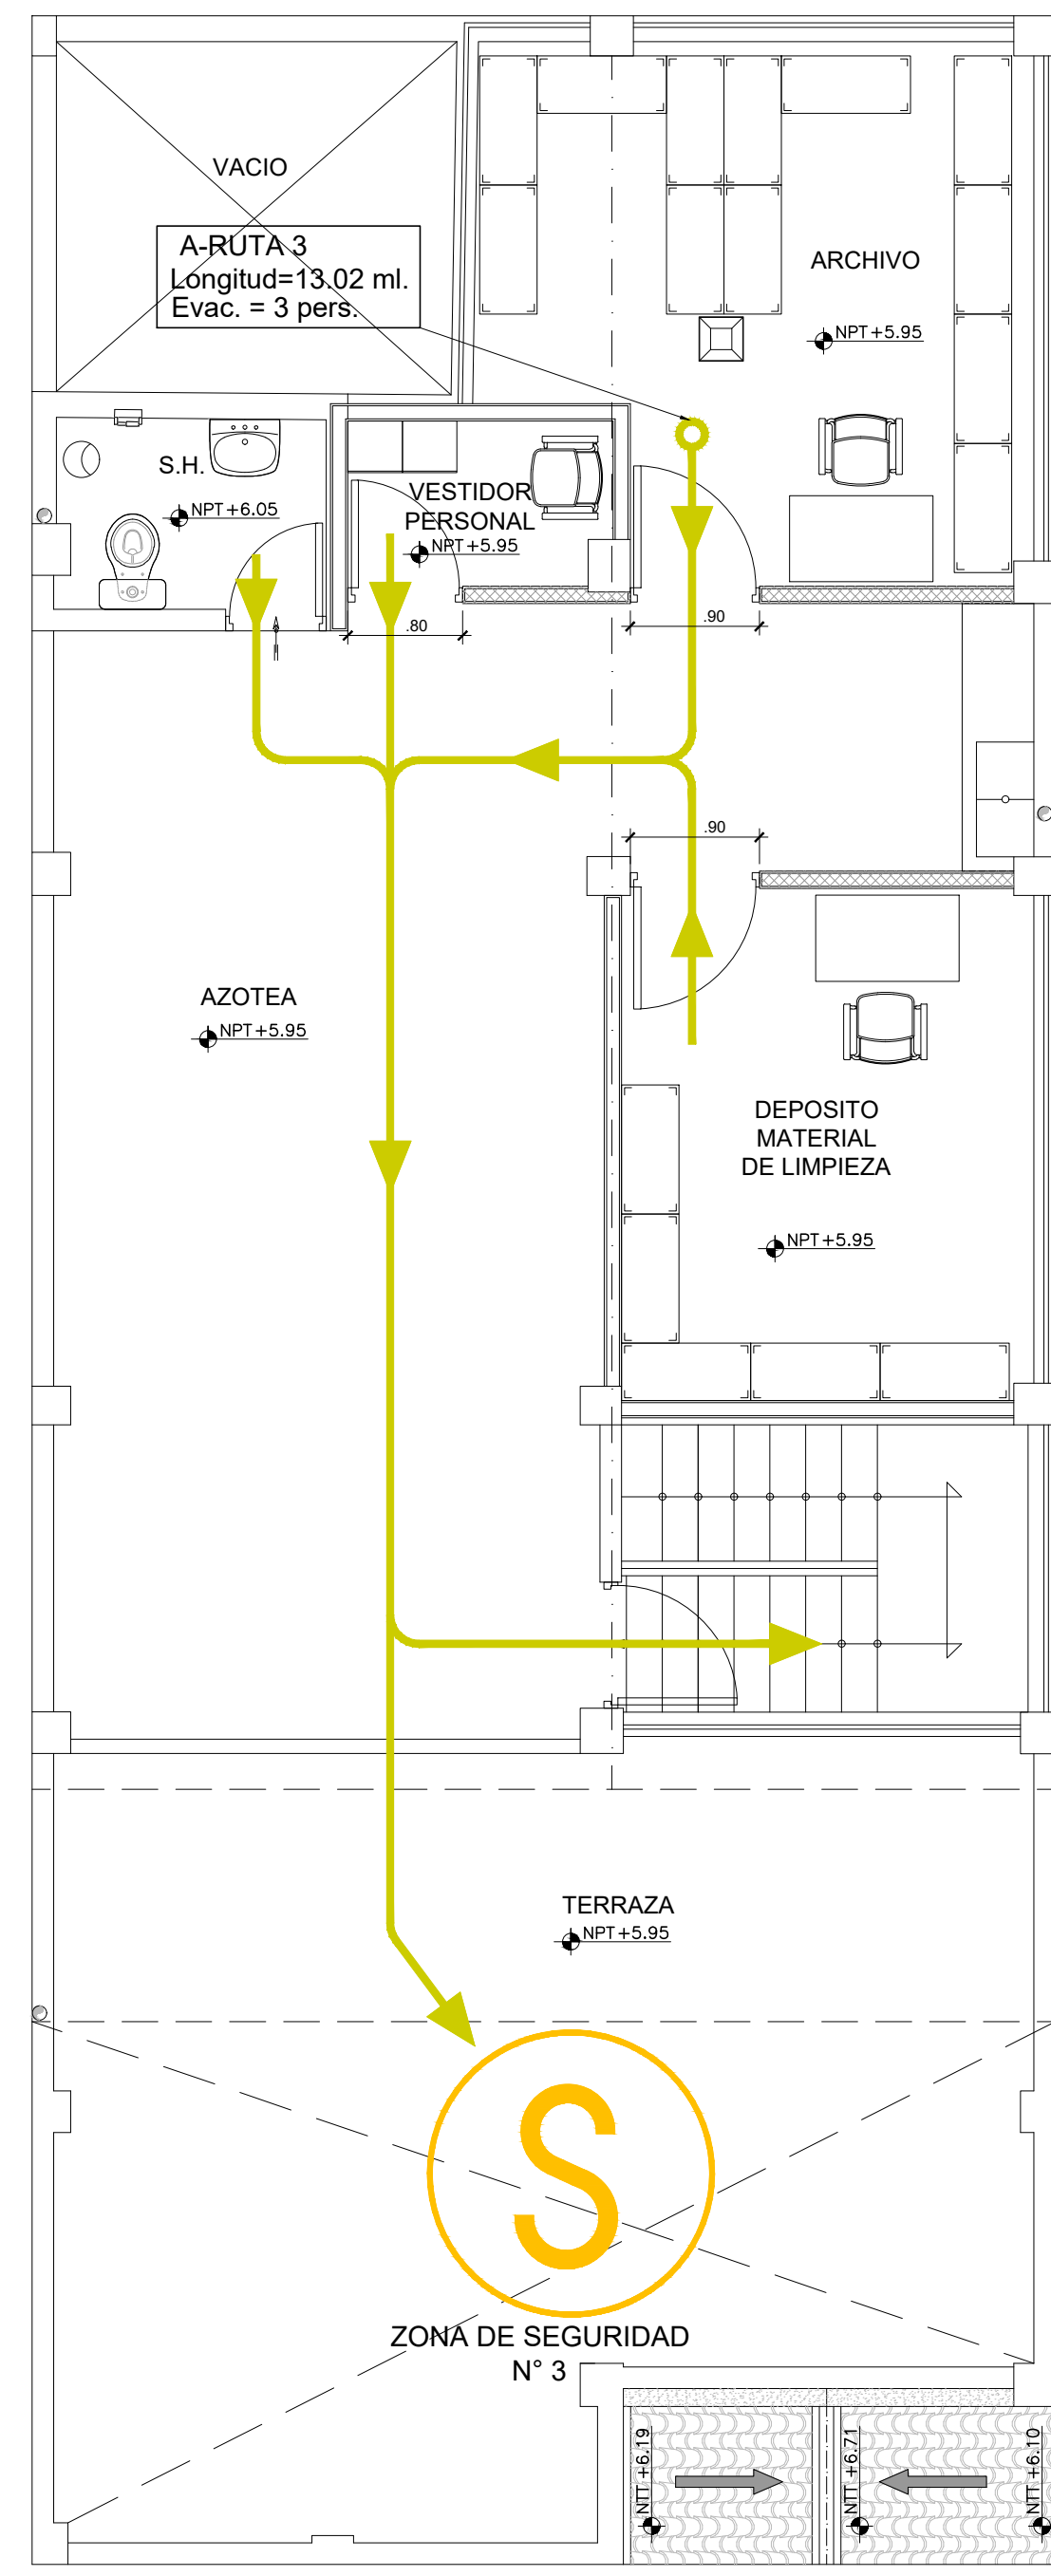 VACIO
A-RUTA 3
Longitud=13.02 ml.
Evac. = 3 pers.
ARCHIVO
NPT+5.95
S.H.
NPT+6.05
VESTIDOR
PERSONAL
NPT+5.95
.80
.90
.90
AZOTEA
NPT+5.95
DEPOSITO
MATERIAL
DE LIMPIEZA
NPT+5.95
TERRAZA
NPT+5.95
S
ZONA DE SEGURIDAD
N° 3
NTT +6.19
NTT +6.71
NTT +6.10